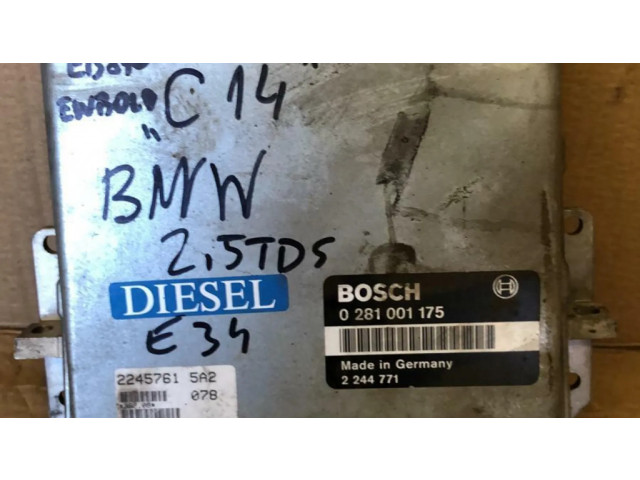 "C 14
BMW
2,5TDS
DIESEL
E34
BOSCH
0 281 001 175
Made in Germany
2 244 771
2245761 5A2
078